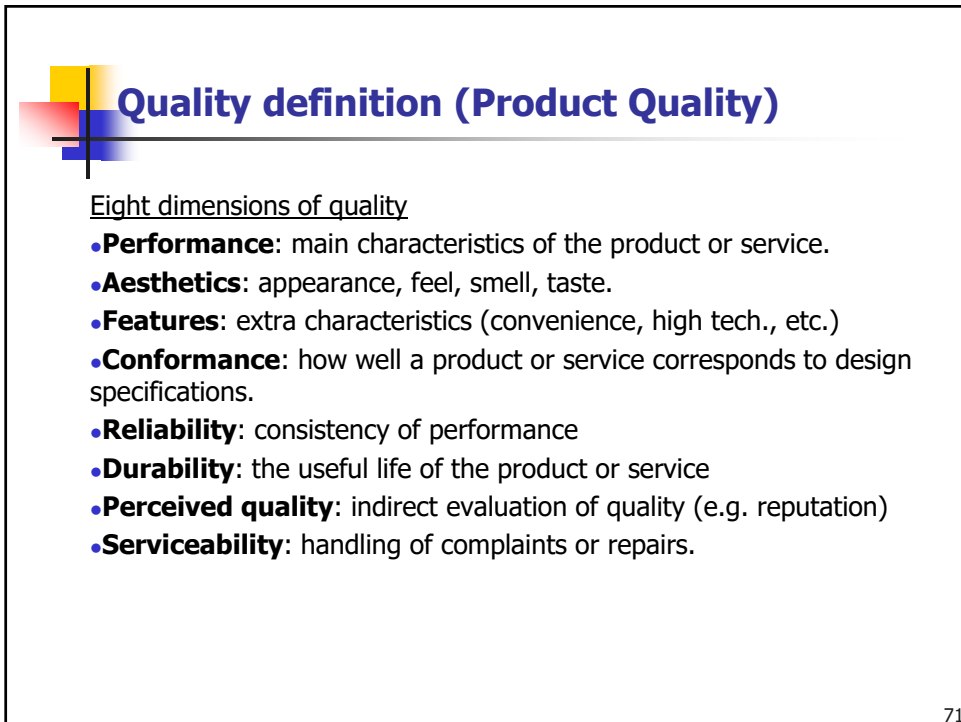 Quality definition (Product Quality)
Eight dimensions of quality
●Performance: main characteristics of the product or service.
●Aesthetics: appearance, feel, smell, taste.
●Features: extra characteristics (convenience, high tech., etc.)
●Conformance: how well a product or service corresponds to design
specifications.
●Reliability: consistency of performance
●Durability: the useful life of the product or service
●Perceived quality: indirect evaluation of quality (e.g. reputation)
●Serviceability: handling of complaints or repairs.
71